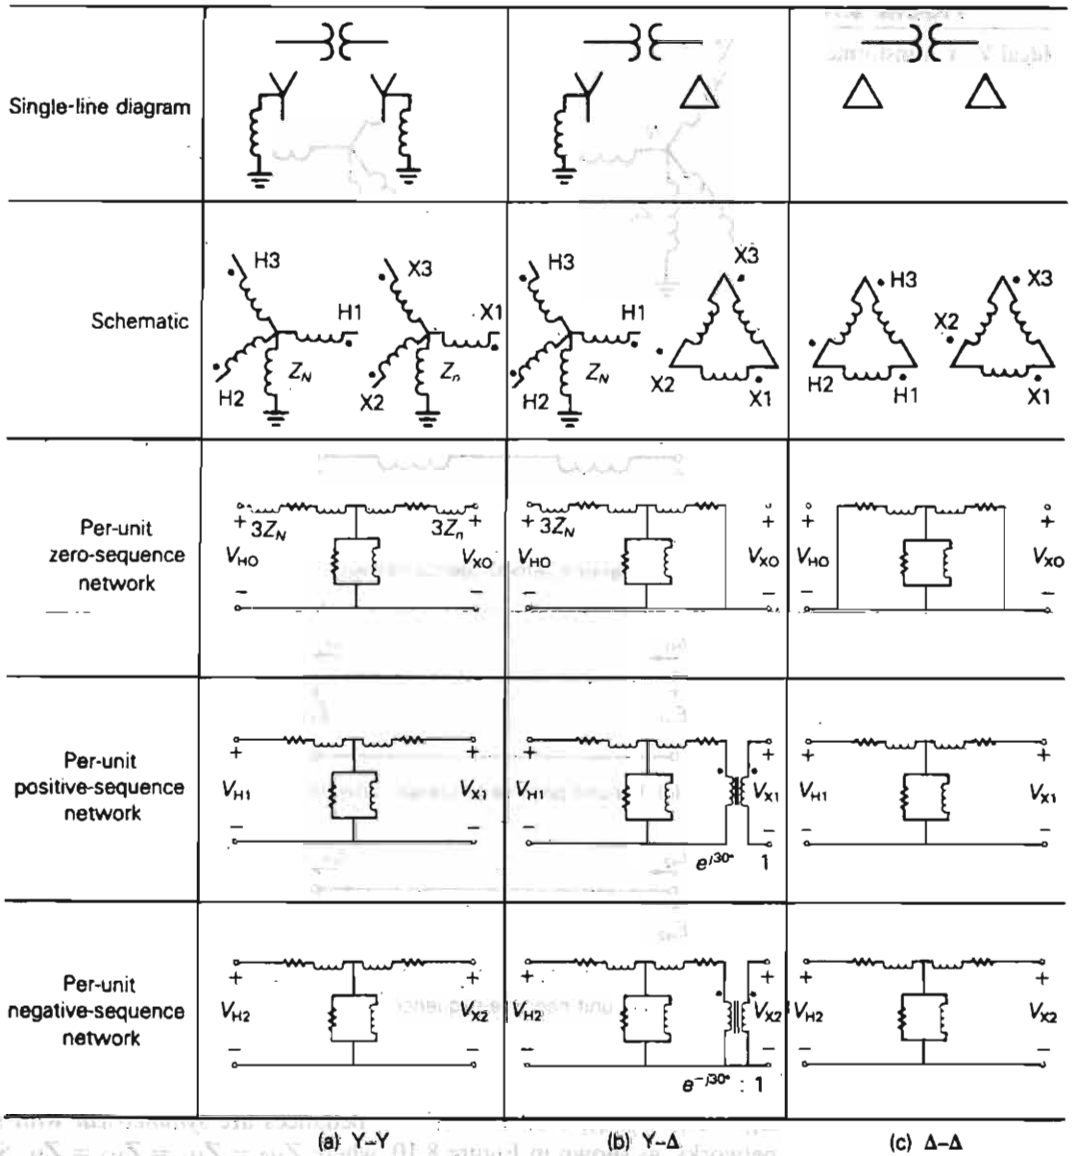 Single-line diagram
Schematic
H3
H1
H2
Z_N
X3
X1
X2
Z_n
H3
H1
H2
Z_N
X3
X2
X1
H3
H2
H1
X3
X2
X1
Per-unit
zero-sequence
network
+
3Z_N
3Z_n
+
V_HO
V_XO
−
−
+
3Z_N
+
V_HO
V_XO
−
−
+
+
V_HO
V_XO
−
−
Per-unit
positive-sequence
network
+
+
V_H1
V_X1
−
−
+
+
V_H1
V_X1
−
−
e^j30° 1
+
+
V_H1
V_X1
−
−
Per-unit
negative-sequence
network
+
+
V_H2
V_X2
−
−
+
+
V_H2
V_X2
−
−
e^−j30° : 1
+
+
V_H2
V_X2
−
−
unit negative-sequence
(a) Y–Y
(b) Y–Δ
(c) Δ–Δ